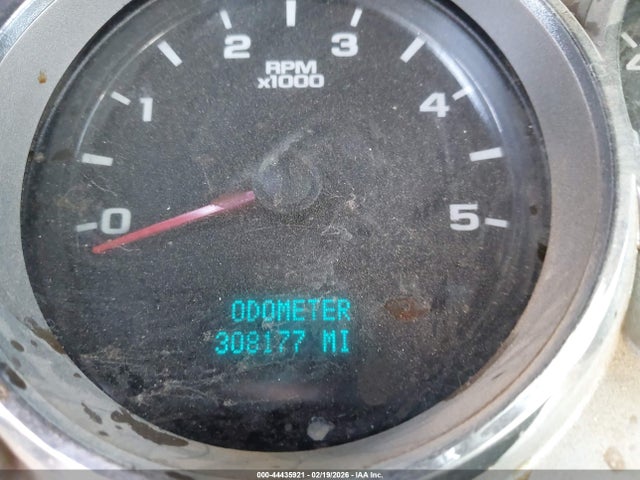 2 3
RPM
x1000
1 4
0 5
ODOMETER
308177 MI
000-44435921 - 02/19/2026 - IAA Inc.